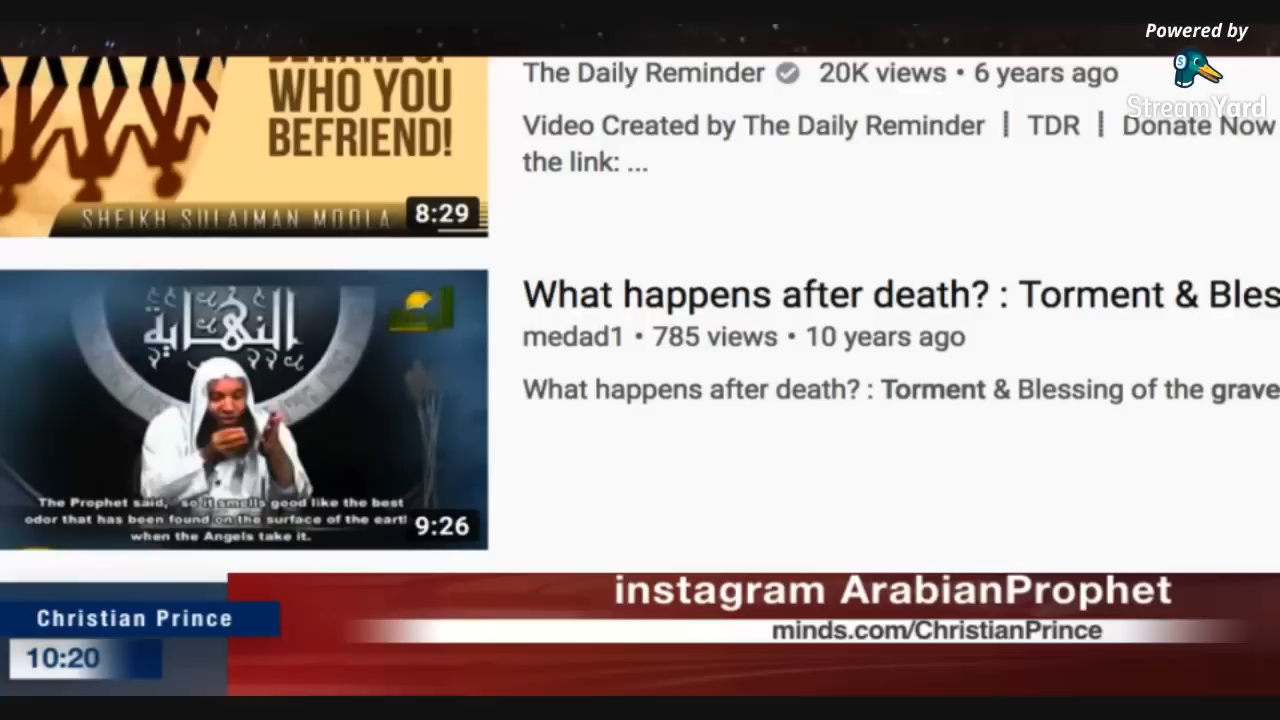 Powered by
StreamYard
WHO YOU
BEFRIEND!
SHEIKH SULAIMAN MOOLA
8:29
The Daily Reminder 20K views • 6 years ago
Video Created by The Daily Reminder | TDR | Donate Now
the link: ...
النهاية
The Prophet said, "so it smells good like the best
odor that has been found on the surface of the earth
when the Angels take it.
9:26
What happens after death? : Torment & Bles
medad1 • 785 views • 10 years ago
What happens after death? : Torment & Blessing of the grave
instagram ArabianProphet
minds.com/ChristianPrince
Christian Prince
10:20